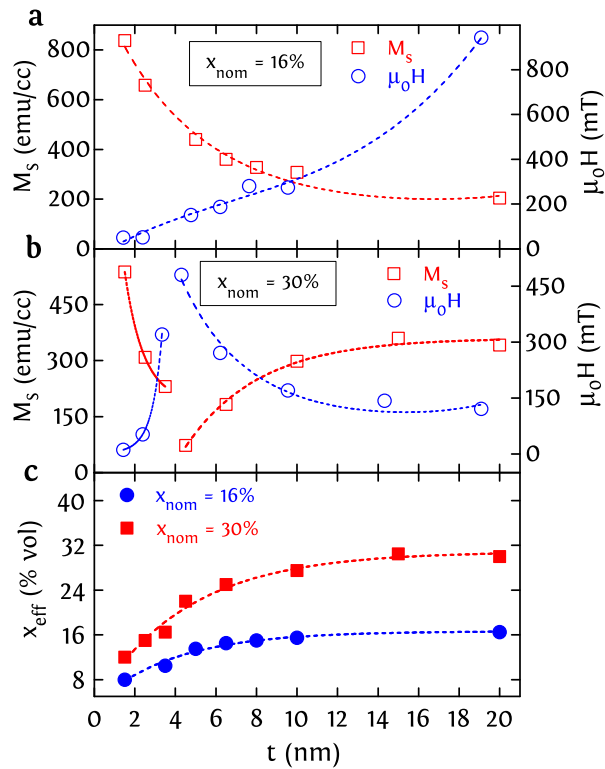 a
x_nom = 16%
M_s
μ_0H
M_s (emu/cc)
800
600
400
200
0
μ_0H (mT)
800
600
400
200
0
b
x_nom = 30%
M_s
μ_0H
M_s (emu/cc)
450
300
150
0
μ_0H (mT)
450
300
150
0
c
x_nom = 16%
x_nom = 30%
x_eff (% vol)
40
32
24
16
8
0 2 4 6 8 10 12 14 16 18 20
t (nm)